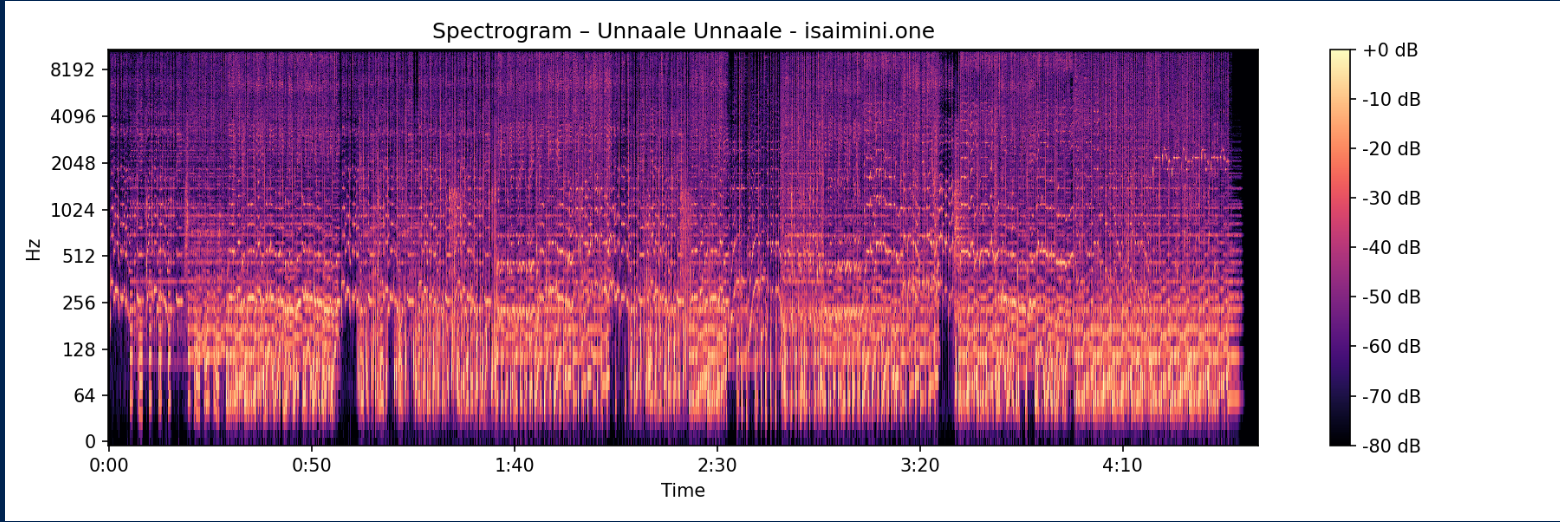 Spectrogram – Unnaale Unnaale - isaimini.one
Hz
8192
4096
2048
1024
512
256
128
64
0
0:00 0:50 1:40 2:30 3:20 4:10
Time
+0 dB
-10 dB
-20 dB
-30 dB
-40 dB
-50 dB
-60 dB
-70 dB
-80 dB